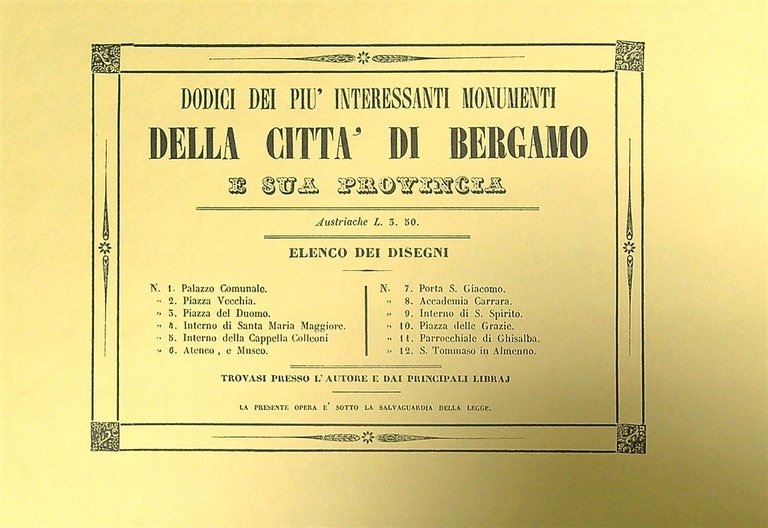 DODICI DEI PIU' INTERESSANTI MONUMENTI
DELLA CITTA' DI BERGAMO
E SUA PROVINCIA
Austriache L. 3. 50.
ELENCO DEI DISEGNI
N. 1. Palazzo Comunale.
„ 2. Piazza Vecchia.
„ 3. Piazza del Duomo.
„ 4. Interno di Santa Maria Maggiore.
„ 5. Interno della Cappella Colleoni
„ 6. Ateneo, e Museo.
N. 7. Porta S. Giacomo.
„ 8. Accademia Carrara.
„ 9. Interno di S. Spirito.
„ 10. Piazza delle Grazie.
„ 11. Parrocchiale di Ghisalba.
„ 12. S. Tommaso in Almenno.
TROVASI PRESSO L'AUTORE E DAI PRINCIPALI LIBRAJ
LA PRESENTE OPERA E' SOTTO LA SALVAGUARDIA DELLA LEGGE.